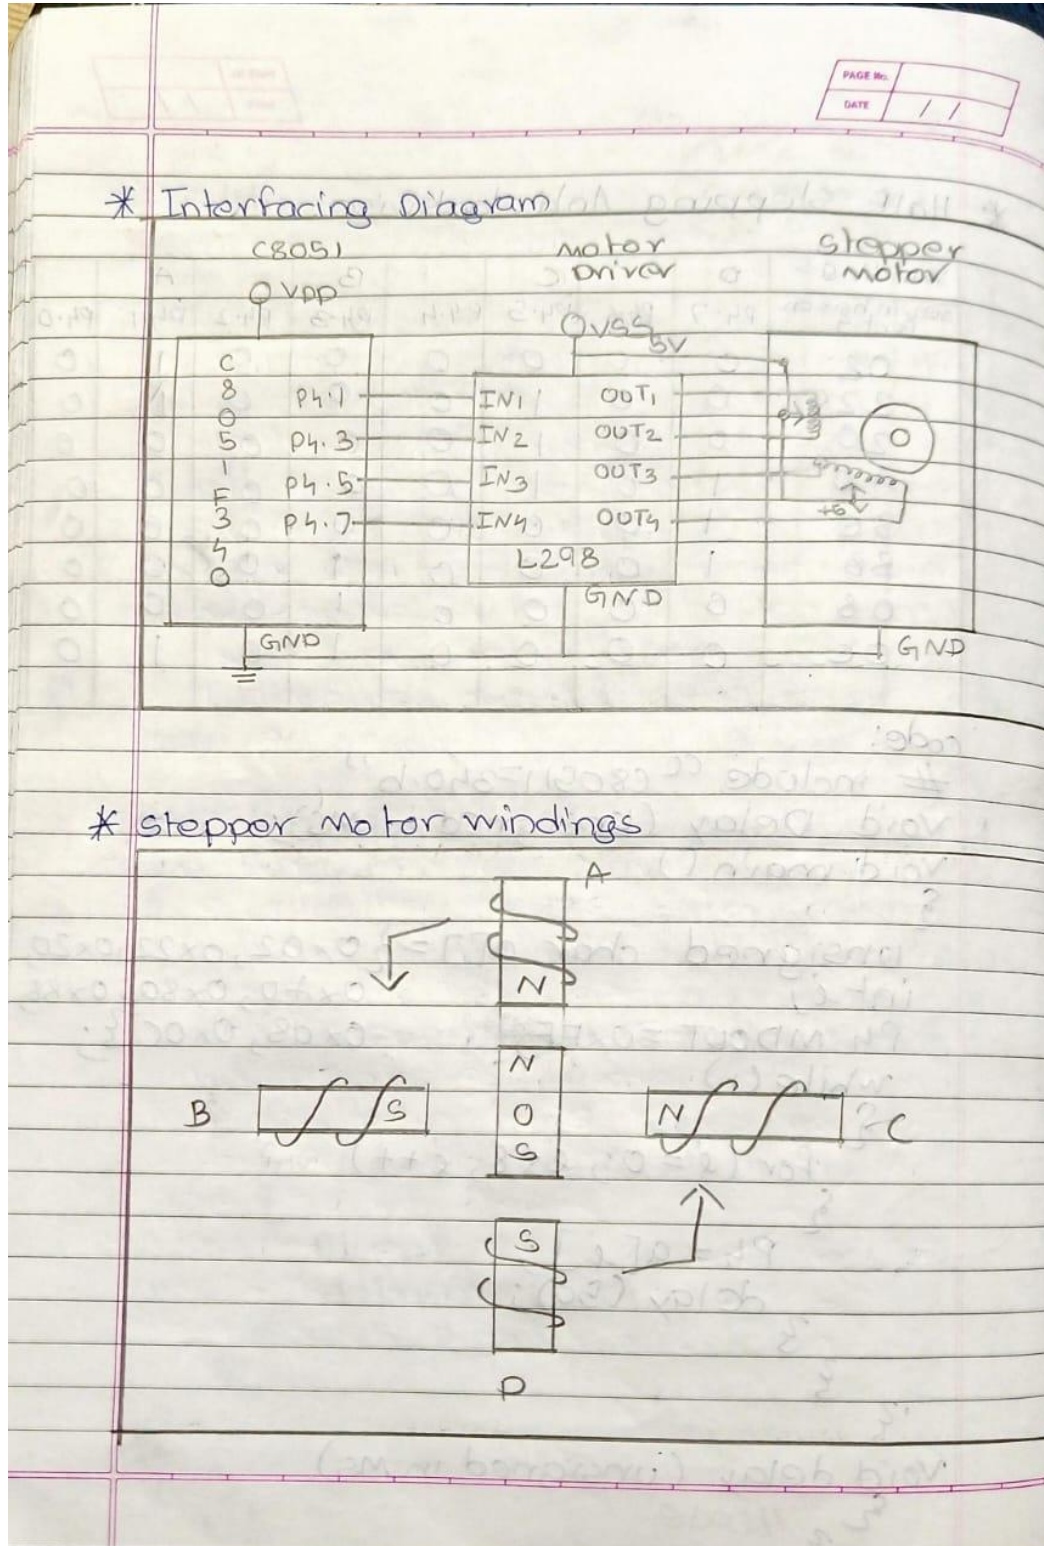 PAGE No.
DATE / /
* Interfacing Diagram
C8051 Motor Driver Stepper Motor
VDD
VSS
5V
C8051F340
P4.1 IN1 OUT1
P4.3 IN2 OUT2
P4.5 IN3 OUT3
P4.7 IN4 OUT4
+5V
L298
GND
GND
GND
* Stepper Motor windings
A
N
N
B S O N C
S
S
D